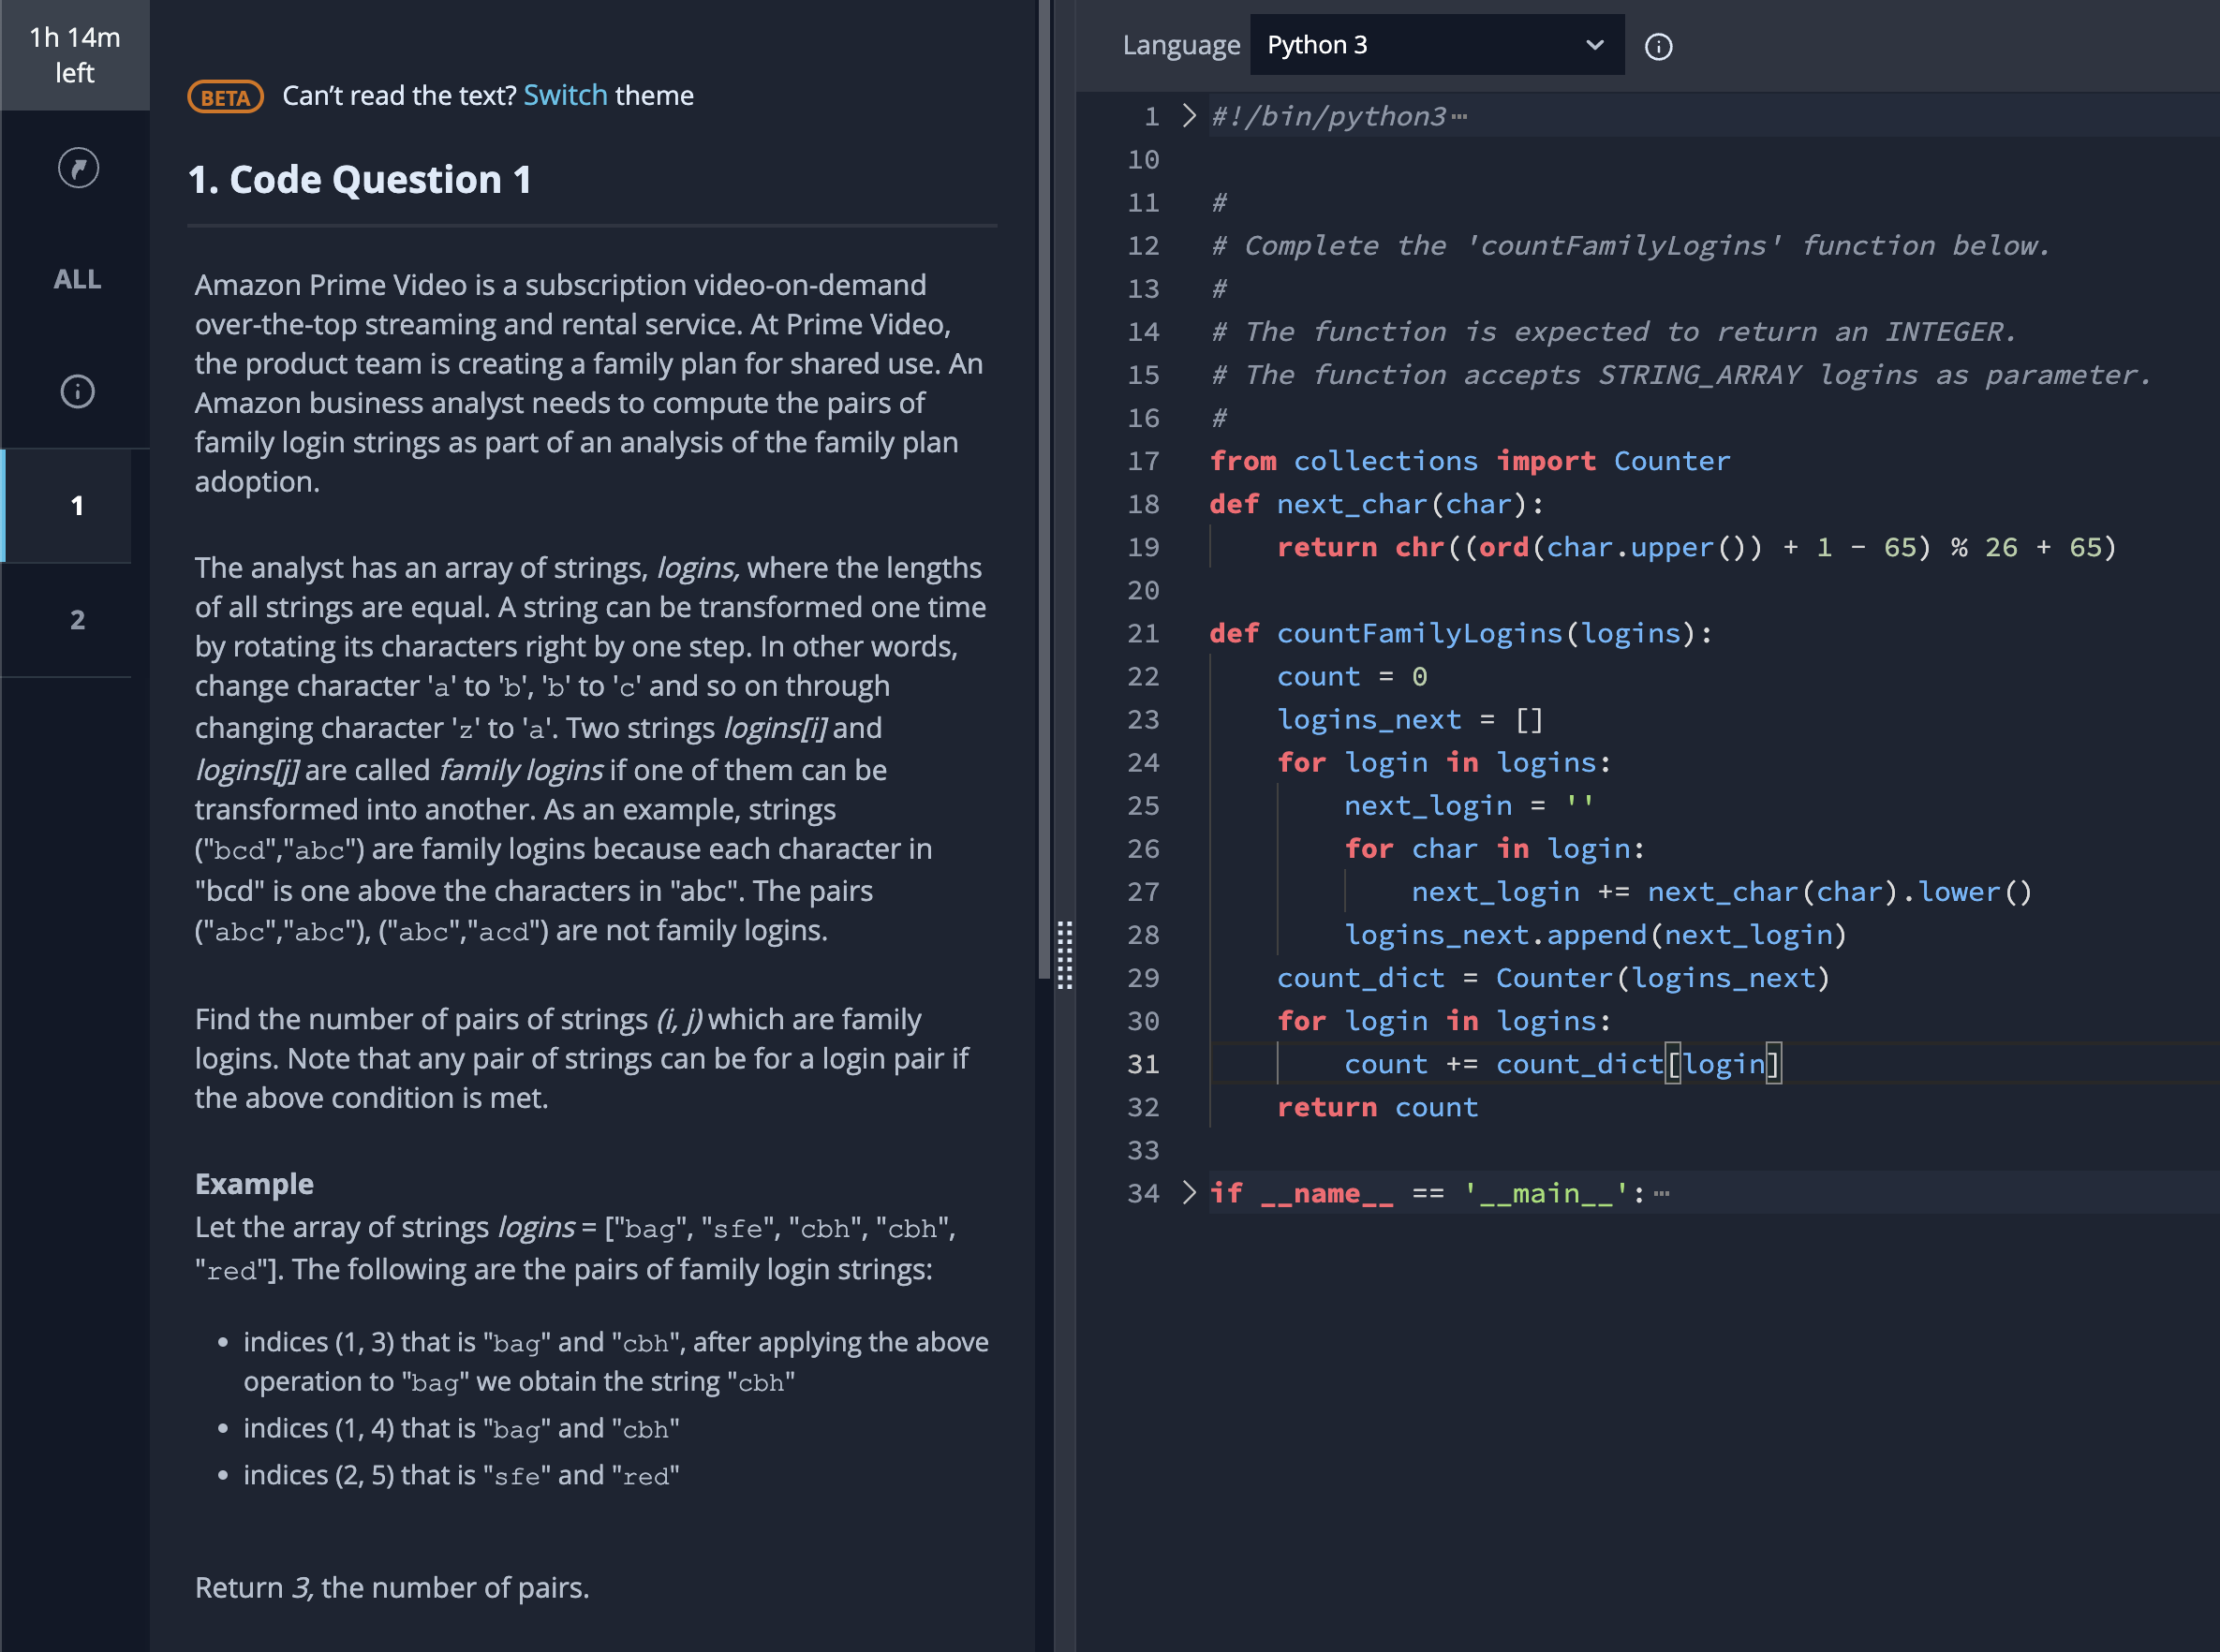 1h 14m
left
ALL
1
2
BETA Can’t read the text? Switch theme
1. Code Question 1
Amazon Prime Video is a subscription video-on-demand
over-the-top streaming and rental service. At Prime Video,
the product team is creating a family plan for shared use. An
Amazon business analyst needs to compute the pairs of
family login strings as part of an analysis of the family plan
adoption.
The analyst has an array of strings, logins, where the lengths
of all strings are equal. A string can be transformed one time
by rotating its characters right by one step. In other words,
change character 'a' to 'b', 'b' to 'c' and so on through
changing character 'z' to 'a'. Two strings logins[i] and
logins[j] are called family logins if one of them can be
transformed into another. As an example, strings
("bcd","abc") are family logins because each character in
"bcd" is one above the characters in "abc". The pairs
("abc","abc"), ("abc","acd") are not family logins.
Find the number of pairs of strings (i, j) which are family
logins. Note that any pair of strings can be for a login pair if
the above condition is met.
Example
Let the array of strings logins = ["bag", "sfe", "cbh", "cbh",
"red"]. The following are the pairs of family login strings:
• indices (1, 3) that is "bag" and "cbh", after applying the above
operation to "bag" we obtain the string "cbh"
• indices (1, 4) that is "bag" and "cbh"
• indices (2, 5) that is "sfe" and "red"
Return 3, the number of pairs.
Language Python 3
1 #!/bin/python3…
10
11 #
12 # Complete the 'countFamilyLogins' function below.
13 #
14 # The function is expected to return an INTEGER.
15 # The function accepts STRING_ARRAY logins as parameter.
16 #
17 from collections import Counter
18 def next_char(char):
19     return chr((ord(char.upper()) + 1 - 65) % 26 + 65)
20
21 def countFamilyLogins(logins):
22     count = 0
23     logins_next = []
24     for login in logins:
25         next_login = ''
26         for char in login:
27             next_login += next_char(char).lower()
28         logins_next.append(next_login)
29     count_dict = Counter(logins_next)
30     for login in logins:
31         count += count_dict[login]
32     return count
33
34 if __name__ == '__main__':…